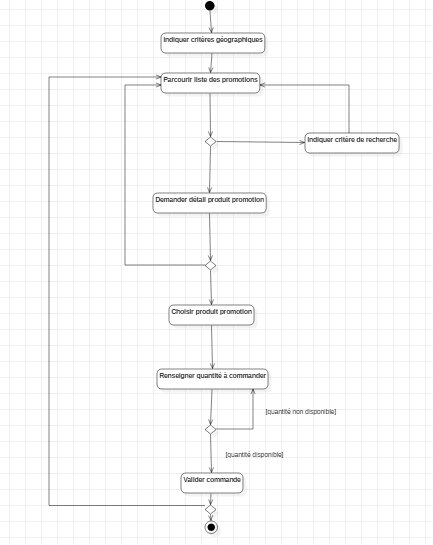 Indiquer critères géographiques
Parcourir liste des promotions
Indiquer critère de recherche
Demander détail produit promotion
Choisir produit promotion
Renseigner quantité à commander
[quantité non disponible]
[quantité disponible]
Valider commande